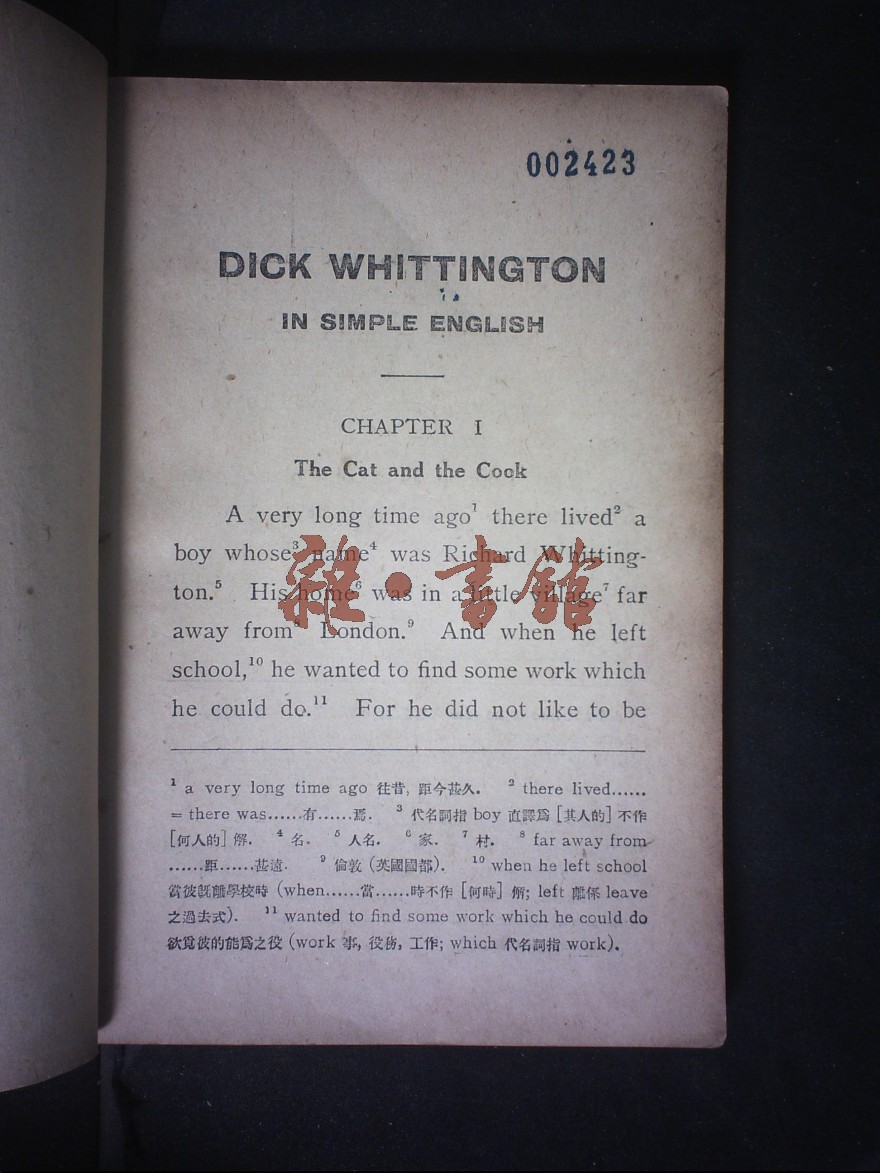 002423
DICK WHITTINGTON
IN SIMPLE ENGLISH
CHAPTER I
The Cat and the Cook
A very long time ago¹ there lived² a
boy whose³ name⁴ was Richard Whitting-
ton.⁵ His home⁶ was in a little village⁷ far
away from⁸ London.⁹ And when he left
school,¹⁰ he wanted to find some work which
he could do.¹¹ For he did not like to be
雜·書館
¹ a very long time ago 往昔, 距今甚久. ² there lived……
= there was……有……焉. ³ 代名詞指 boy 直譯爲 [其人的] 不作
[何人的] 解. ⁴ 名. ⁵ 人名. ⁶ 家. ⁷ 村. ⁸ far away from
……距……甚遠. ⁹ 倫敦 (英國國都). ¹⁰ when he left school
當彼旣離學校時 (when……當……時不作 [何時] 解; left 離係 leave
之過去式). ¹¹ wanted to find some work which he could do
欲覓彼的能爲之役 (work 事, 役務, 工作; which 代名詞指 work).